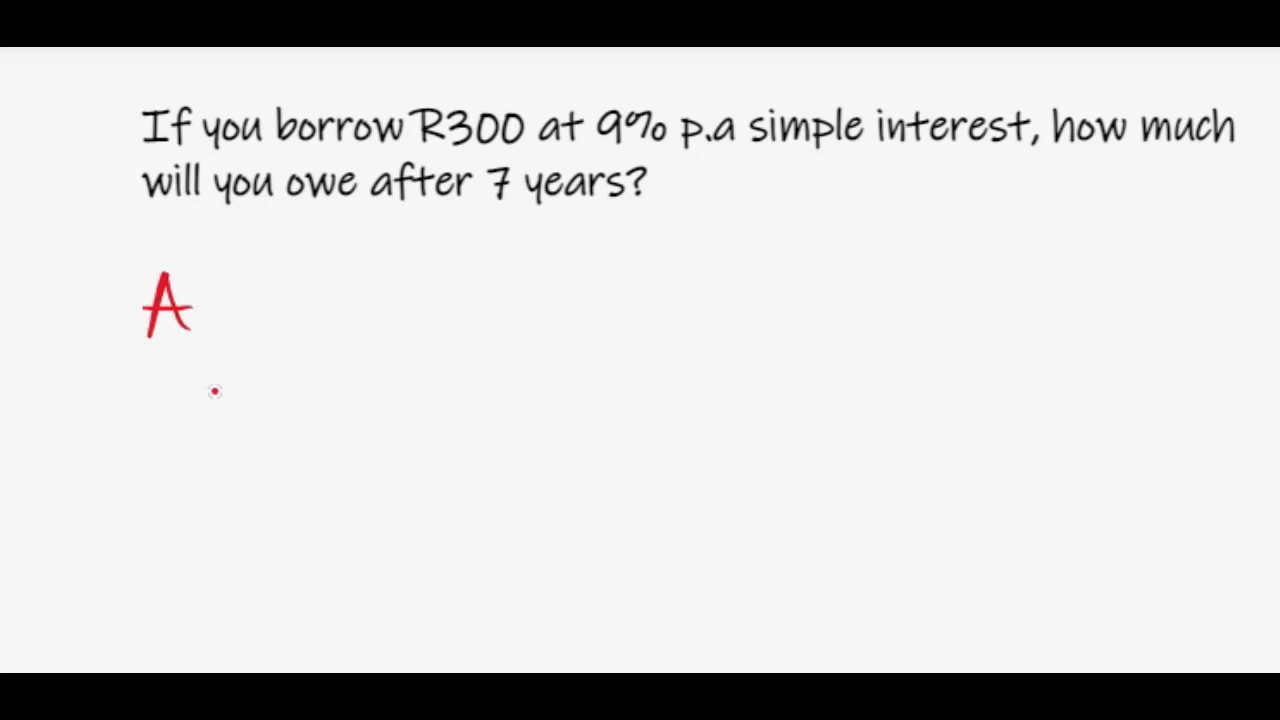 If you borrow R300 at 9% p.a simple interest, how much
will you owe after 7 years?
A